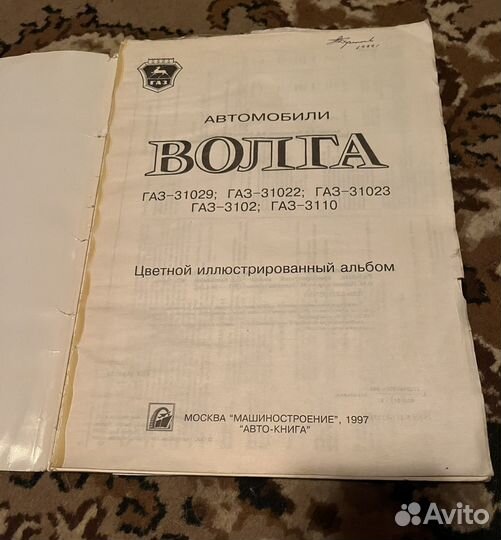 1999г
ГАЗ
АВТОМОБИЛИ
ВОЛГА
ГАЗ-31029; ГАЗ-31022; ГАЗ-31023
ГАЗ-3102; ГАЗ-3110
Цветной иллюстрированный альбом
МОСКВА "МАШИНОСТРОЕНИЕ", 1997
"АВТО-КНИГА"
Avito